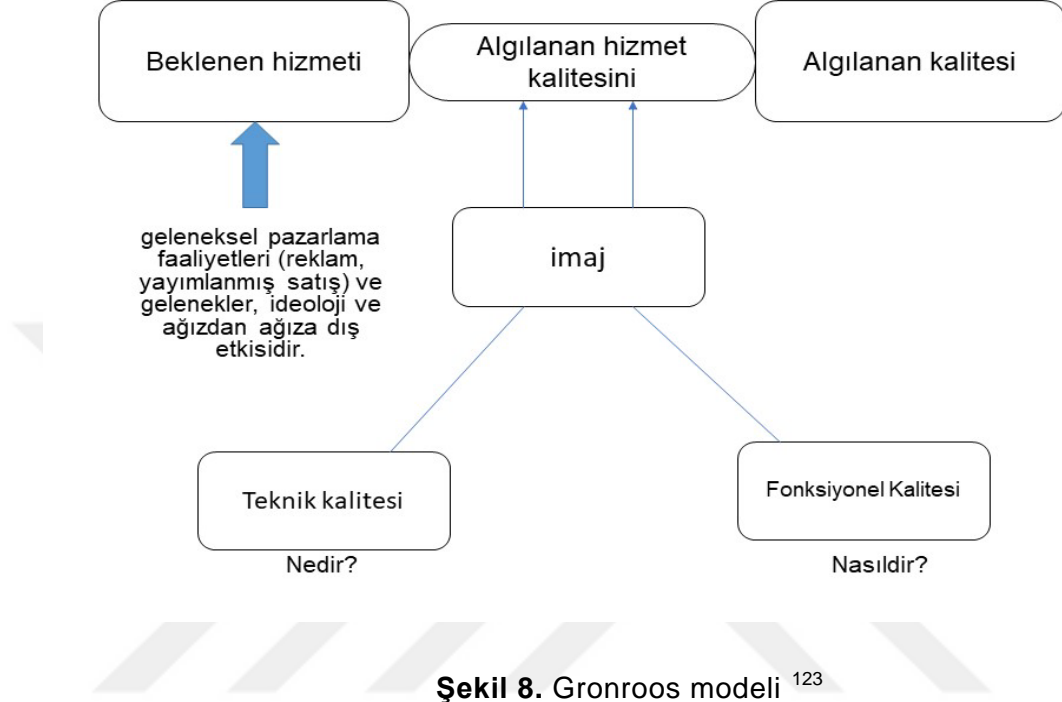 Beklenen hizmeti
Algılanan hizmet
kalitesini
Algılanan kalitesi
geleneksel pazarlama
faaliyetleri (reklam,
yayımlanmış satış) ve
gelenekler, ideoloji ve
ağızdan ağıza dış
etkisidir.
imaj
Teknik kalitesi
Nedir?
Fonksiyonel Kalitesi
Nasıldir?
Şekil 8. Gronroos modeli 123